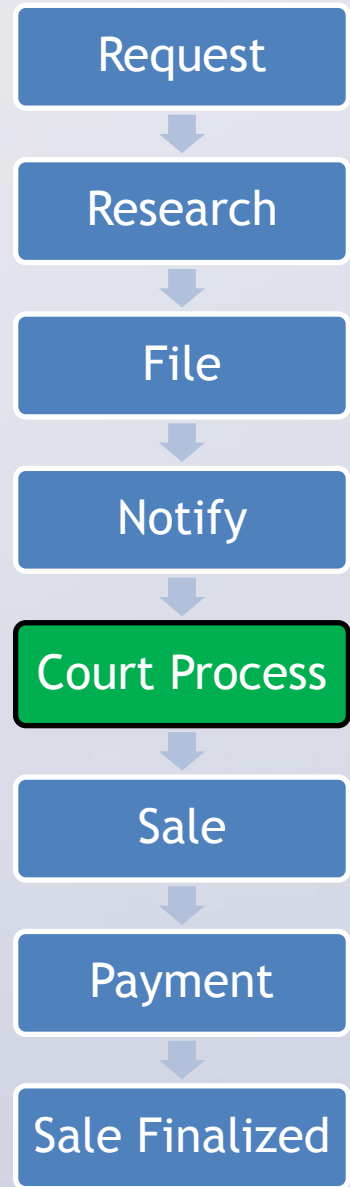 Request
Research
File
Notify
Court Process
Sale
Payment
Sale Finalized